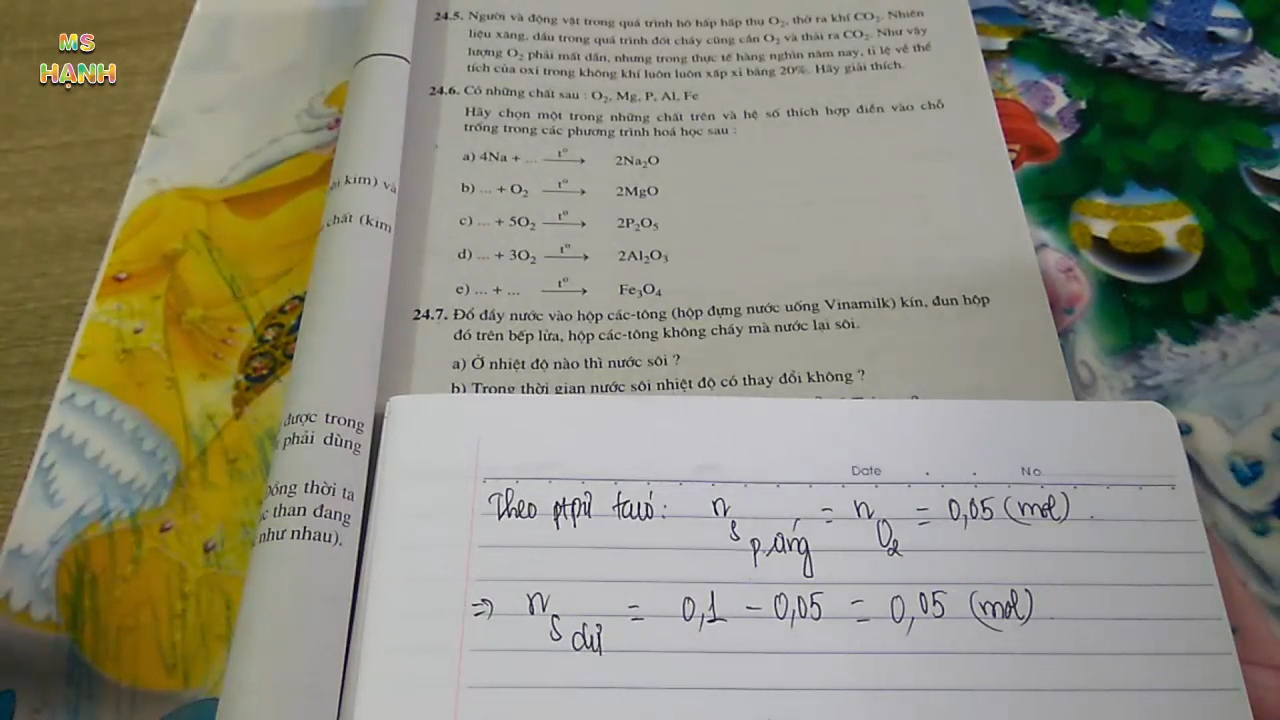 MS
HẠNH
24.5. Người và động vật trong quá trình hô hấp hấp thụ O₂, thở ra khí CO₂. Nhiên
liệu xăng, dầu trong quá trình đốt cháy cũng cần O₂ và thải ra CO₂. Như vậy
lượng O₂ phải mất dần, nhưng trong thực tế hàng nghìn năm nay, tỉ lệ về thể
tích của oxi trong không khí luôn luôn xấp xỉ bằng 20%. Hãy giải thích.
24.6. Có những chất sau : O₂, Mg, P, Al, Fe
Hãy chọn một trong những chất trên và hệ số thích hợp điền vào chỗ
trống trong các phương trình hoá học sau :
a) 4Na + ... t° → 2Na₂O
b) ... + O₂ t° → 2MgO
c) ... + 5O₂ t° → 2P₂O₅
d) ... + 3O₂ t° → 2Al₂O₃
e) ... + ... t° → Fe₃O₄
24.7. Đổ đầy nước vào hộp các-tông (hộp đựng nước uống Vinamilk) kín, đun hộp
đó trên bếp lửa, hộp các-tông không cháy mà nước lại sôi.
a) Ở nhiệt độ nào thì nước sôi ?
b) Trong thời gian nước sôi nhiệt độ có thay đổi không ?
kim) và
chất (kim
được trong
phải dùng
thời ta
than đang
như nhau).
Date . . No
Theo ptpứ ta có: n S p.ứng = n O₂ = 0,05 (mol).
=> n S dư = 0,1 - 0,05 = 0,05 (mol)